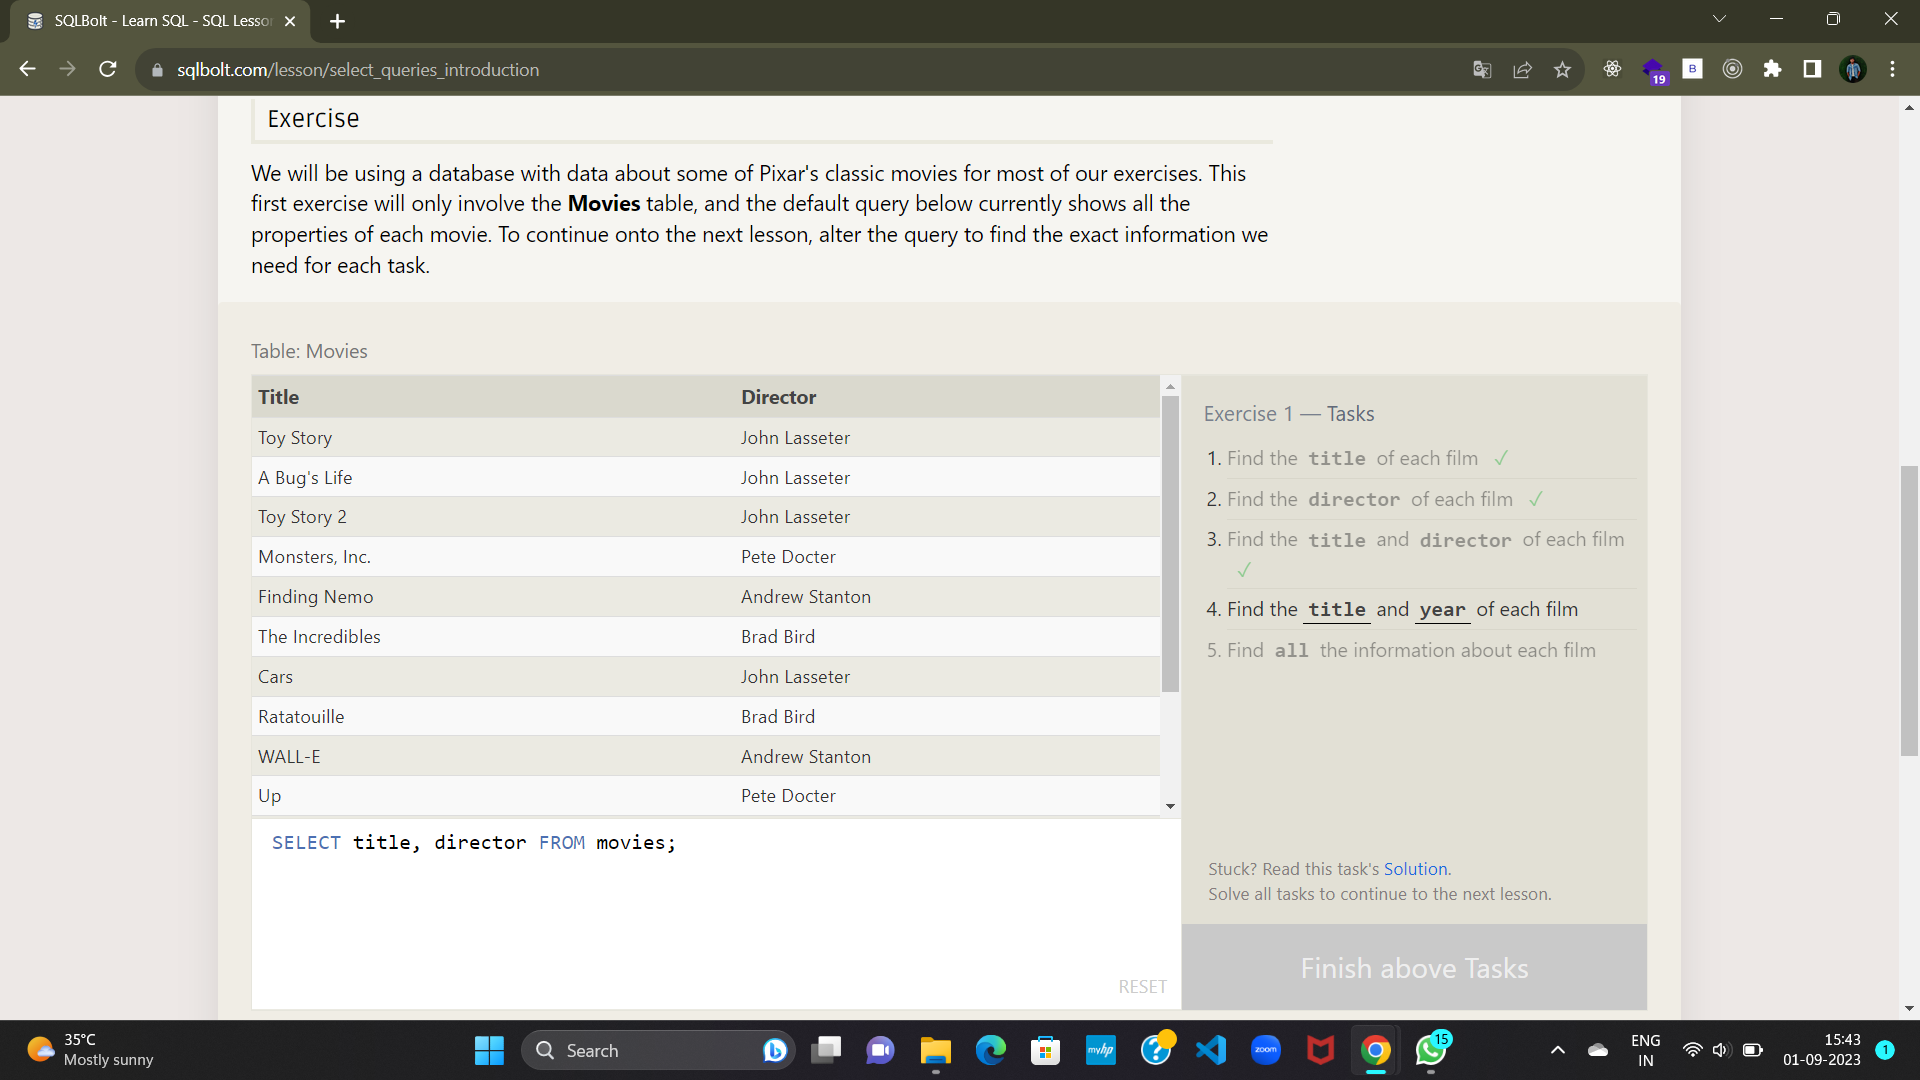 SQLBolt - Learn SQL - SQL Lesso
sqlbolt.com/lesson/select_queries_introduction
19
B
Exercise
We will be using a database with data about some of Pixar's classic movies for most of our exercises. This
first exercise will only involve the Movies table, and the default query below currently shows all the
properties of each movie. To continue onto the next lesson, alter the query to find the exact information we
need for each task.
Table: Movies
Title Director
Toy Story John Lasseter
A Bug's Life John Lasseter
Toy Story 2 John Lasseter
Monsters, Inc. Pete Docter
Finding Nemo Andrew Stanton
The Incredibles Brad Bird
Cars John Lasseter
Ratatouille Brad Bird
WALL-E Andrew Stanton
Up Pete Docter
SELECT title, director FROM movies;
RESET
Exercise 1 — Tasks
1. Find the title of each film ✓
2. Find the director of each film ✓
3. Find the title and director of each film
✓
4. Find the title and year of each film
5. Find all the information about each film
Stuck? Read this task's Solution.
Solve all tasks to continue to the next lesson.
Finish above Tasks
35°C
Mostly sunny
Search
myhp
zoom
15
ENG
IN
15:43
01-09-2023
1